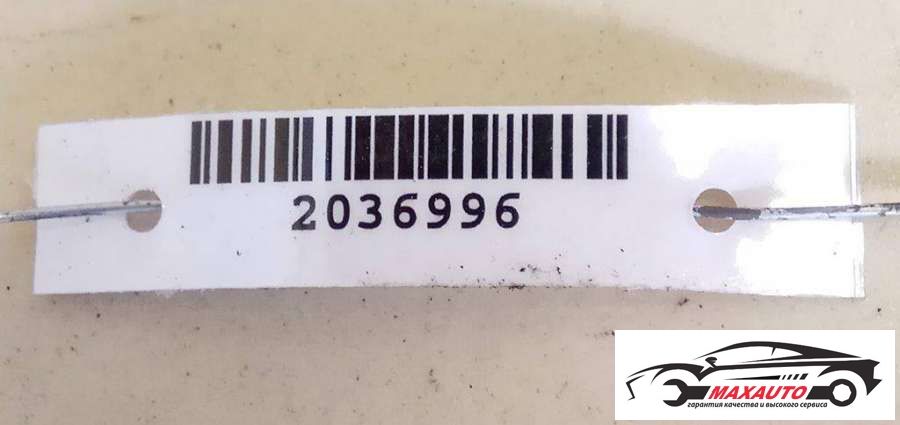 2036996
MAXAUTO
гарантия качества и высокого сервиса